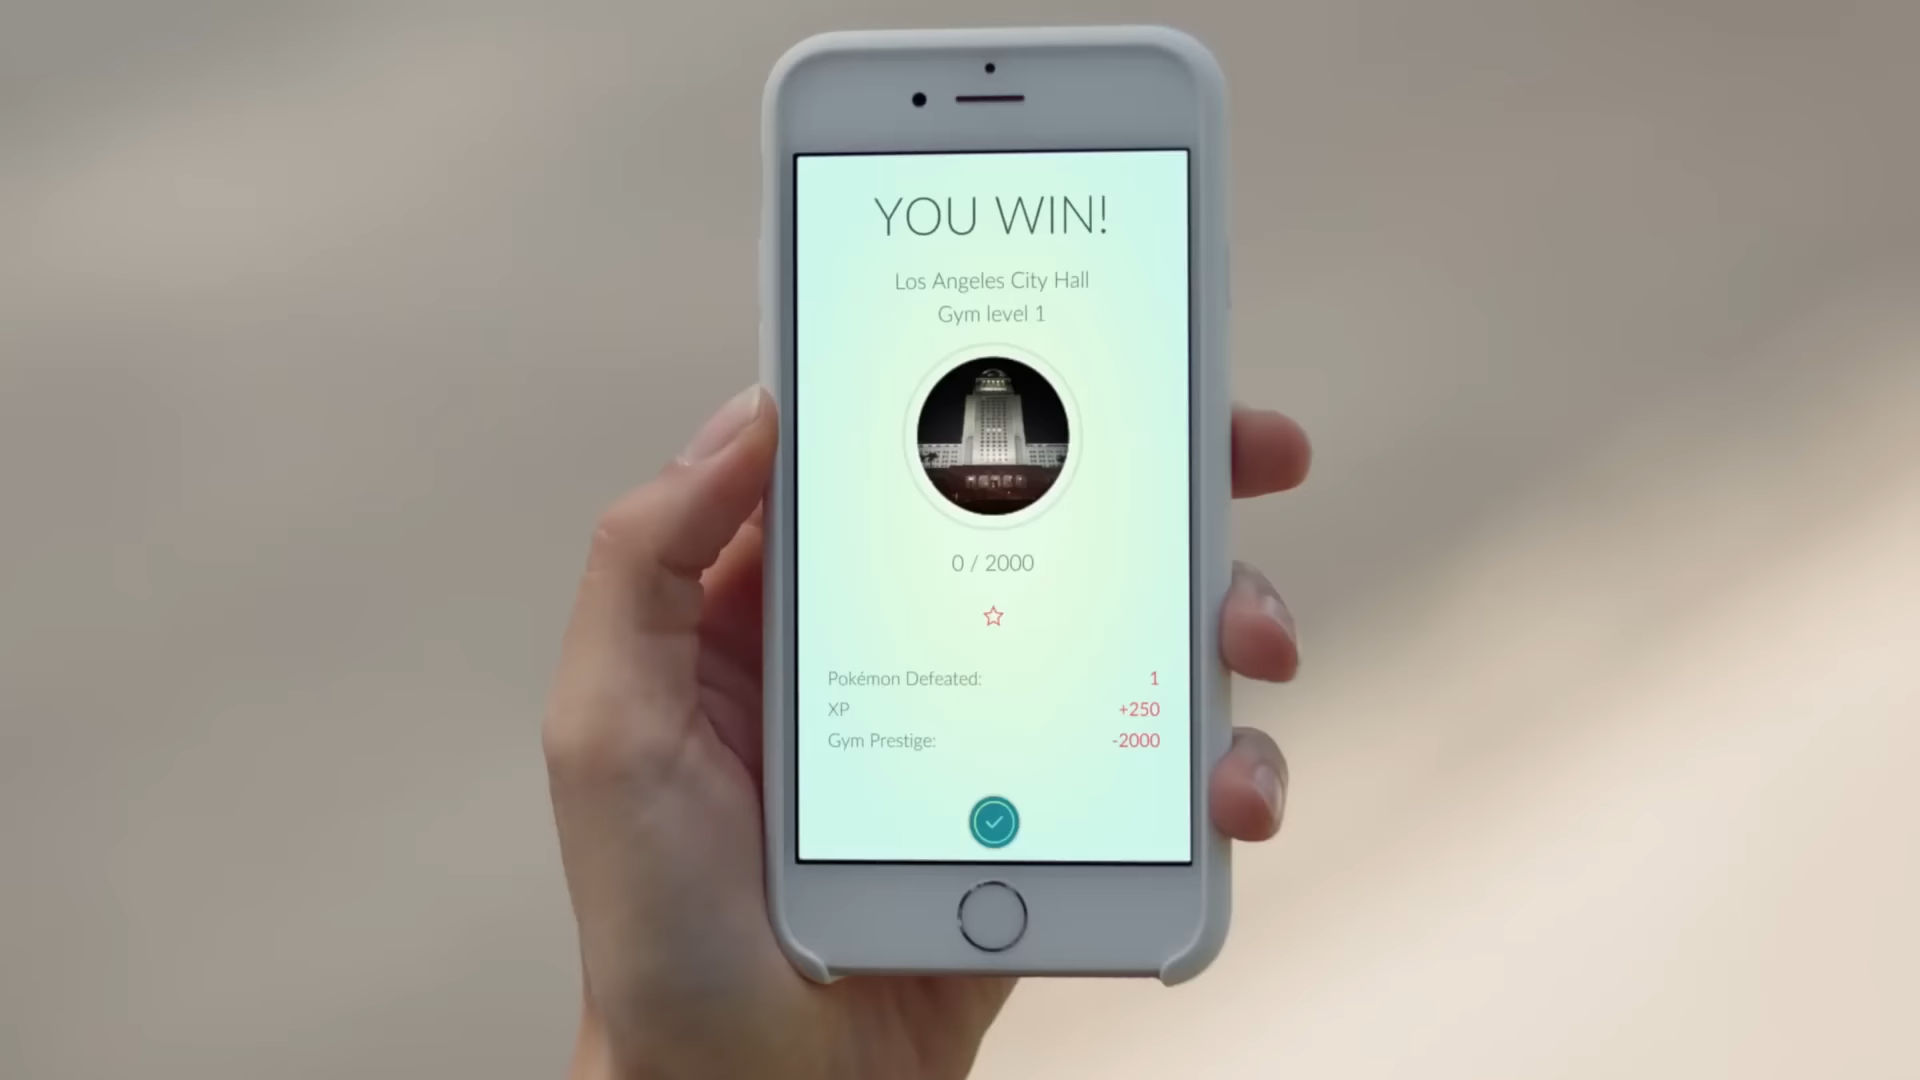 YOU WIN!
Los Angeles City Hall
Gym level 1
0 / 2000
Pokémon Defeated: 1
XP +250
Gym Prestige: -2000